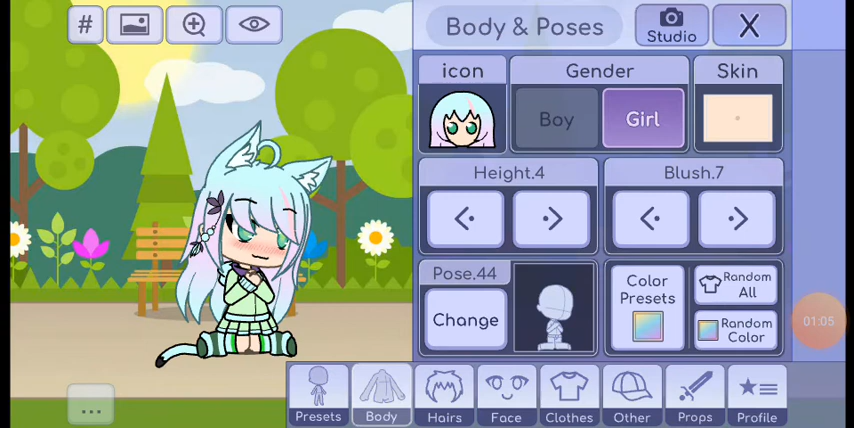 #
Body & Poses
Studio
X
icon
Gender
Skin
Boy
Girl
Height.4
Blush.7
Pose.44
Change
Color
Presets
Random
All
Random
Color
01:05
...
Presets
Body
Hairs
Face
Clothes
Other
Props
Profile